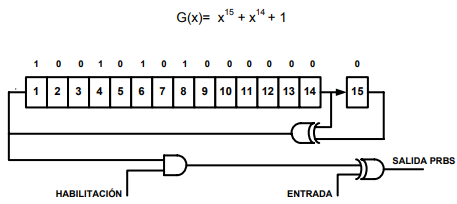 G(x)= x¹⁵ + x¹⁴ + 1
1 0 0 1 0 1 0 1 0 0 0 0 0 0 0
1 2 3 4 5 6 7 8 9 10 11 12 13 14 15
SALIDA PRBS
HABILITACIÓN ENTRADA